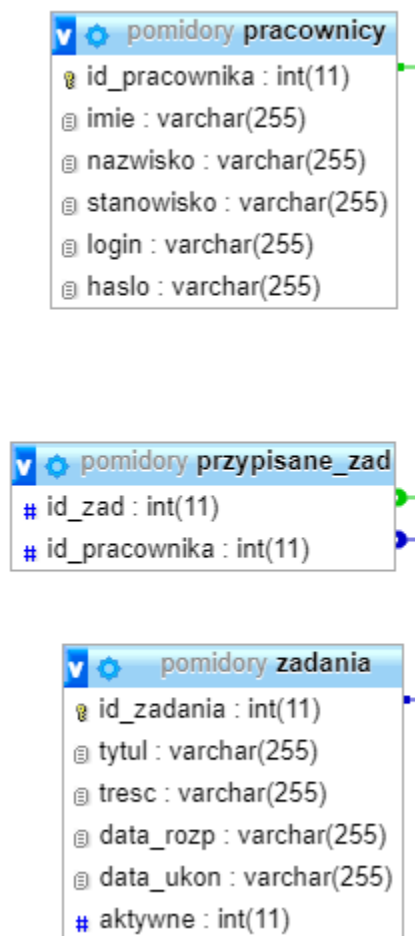 v pomidory pracownicy
id_pracownika : int(11)
imie : varchar(255)
nazwisko : varchar(255)
stanowisko : varchar(255)
login : varchar(255)
haslo : varchar(255)
v pomidory przypisane_zad
# id_zad : int(11)
# id_pracownika : int(11)
v pomidory zadania
id_zadania : int(11)
tytul : varchar(255)
tresc : varchar(255)
data_rozp : varchar(255)
data_ukon : varchar(255)
# aktywne : int(11)